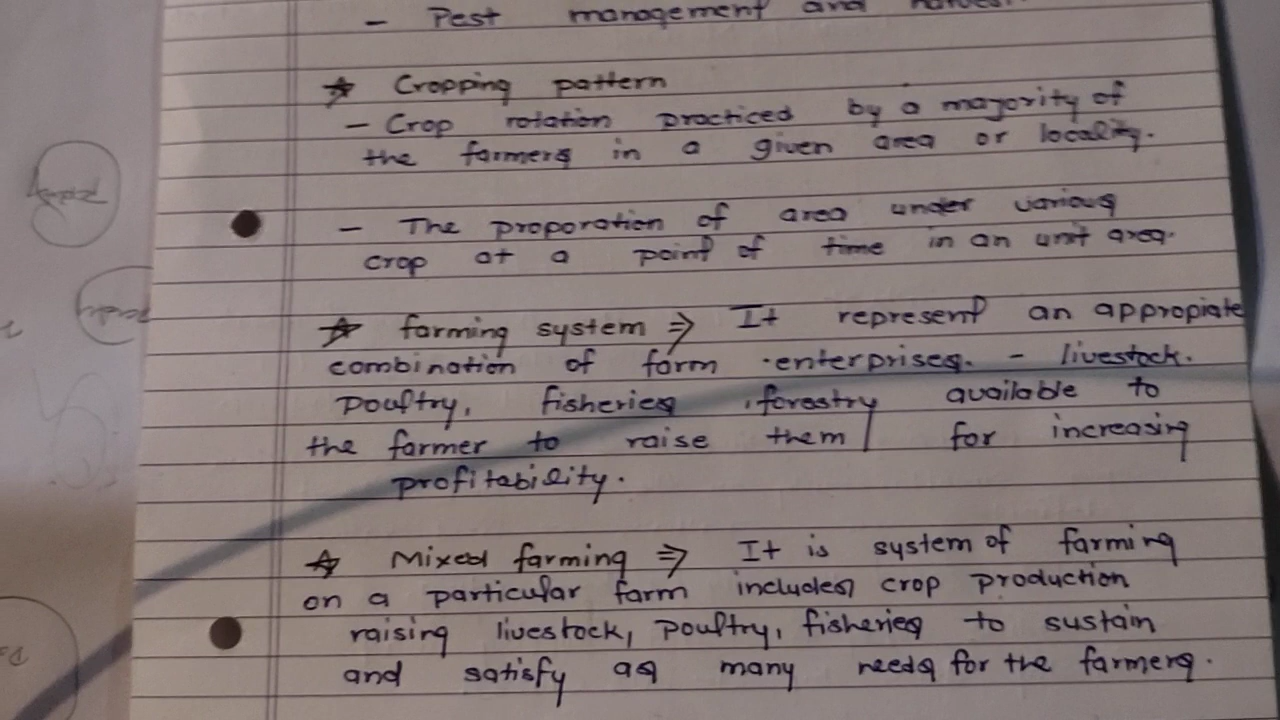 - Pest management and
☆ Cropping pattern
- Crop rotation practiced by a majority of
the farmers in a given area or locality.
- The proporation of area under various
crop at a point of time in an unit area.
☆ farming system ⇒ It represent an appropiate
combination of farm enterprises. - livestock.
poultry, fisheries, forestry available to
the farmer to raise them for increasing
profitability.
☆ Mixed farming ⇒ It is system of farming
on a particular farm includes crop production
raising livestock, poultry, fisheries to sustain
and satisfy as many needs for the farmers.